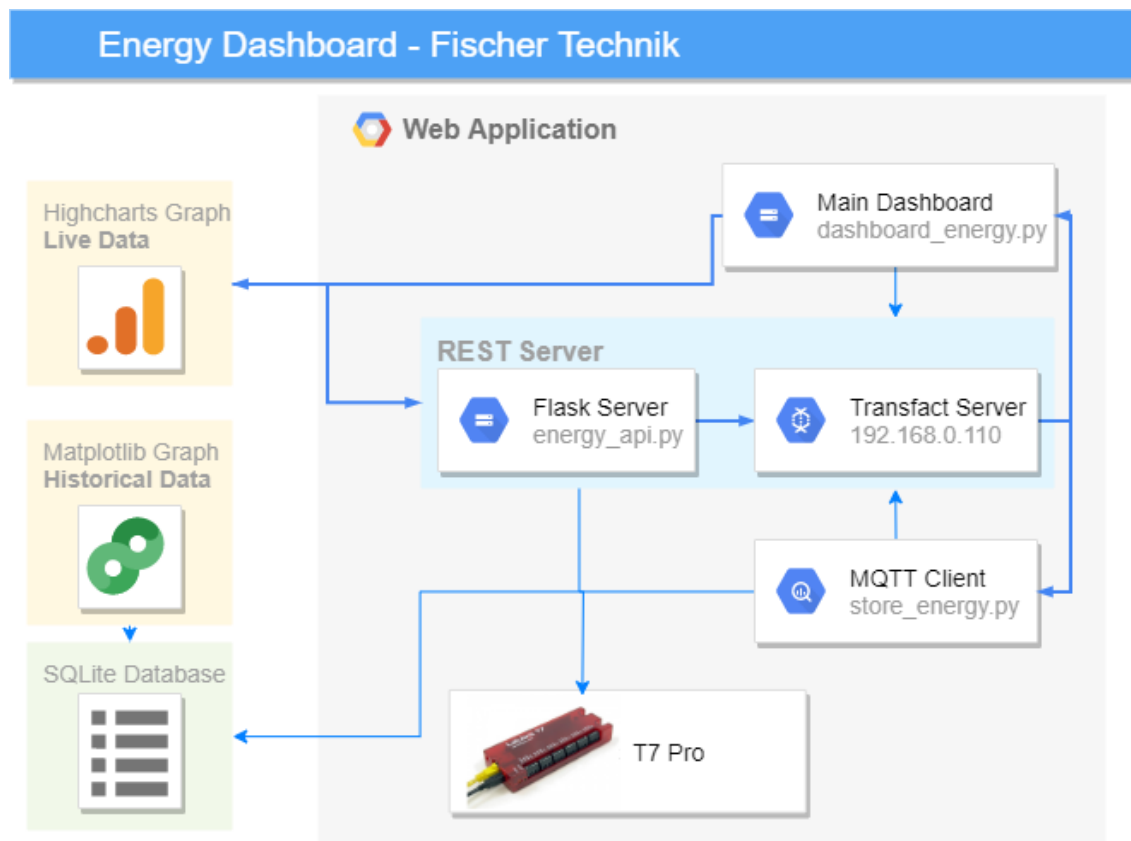 Energy Dashboard - Fischer Technik
Web Application
Highcharts Graph
Live Data
Main Dashboard
dashboard_energy.py
REST Server
Flask Server
energy_api.py
Transfact Server
192.168.0.110
Matplotlib Graph
Historical Data
MQTT Client
store_energy.py
SQLite Database
T7 Pro